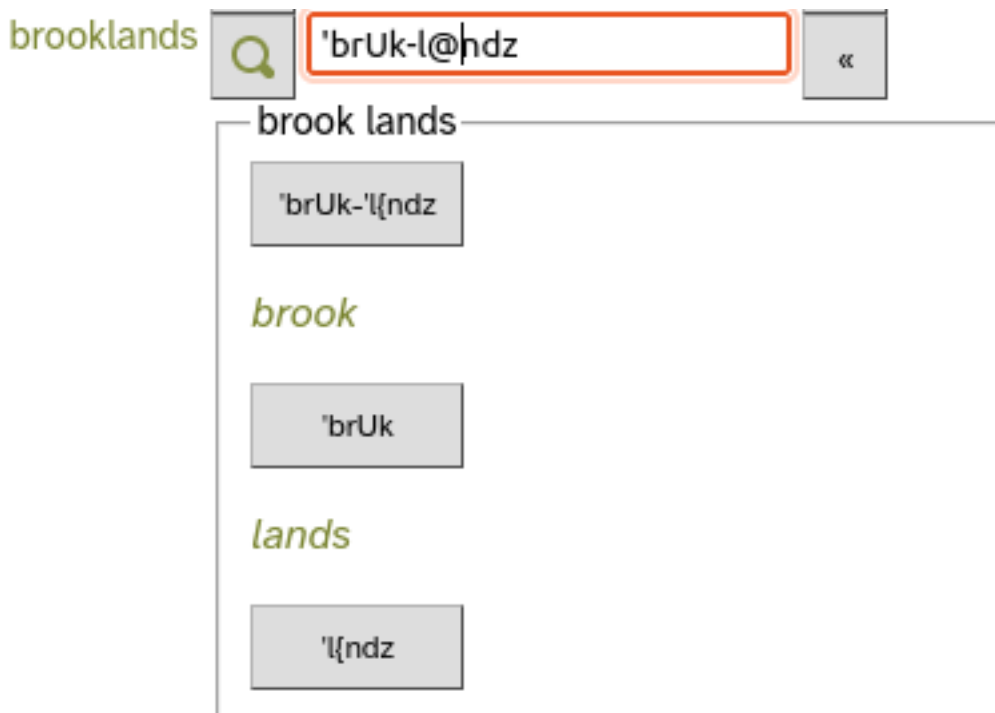 brooklands 'brUk-l@ndz «
brook lands
'brUk-'l{ndz
brook
'brUk
lands
'l{ndz